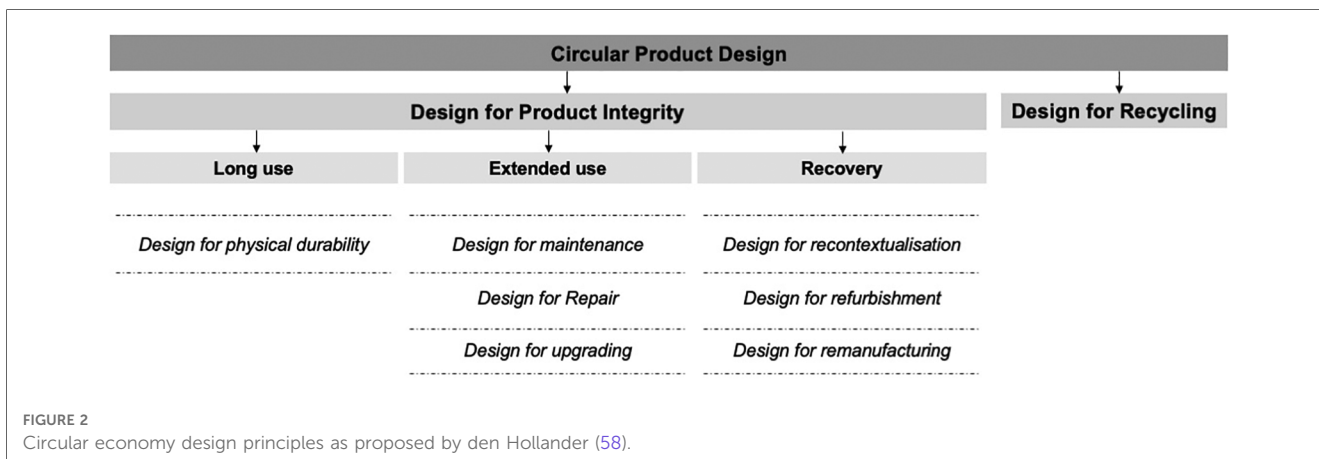 Circular Product Design
Design for Product Integrity
Design for Recycling
Long use
Extended use
Recovery
Design for physical durability
Design for maintenance
Design for recontextualisation
Design for Repair
Design for refurbishment
Design for upgrading
Design for remanufacturing
FIGURE 2
Circular economy design principles as proposed by den Hollander (58).